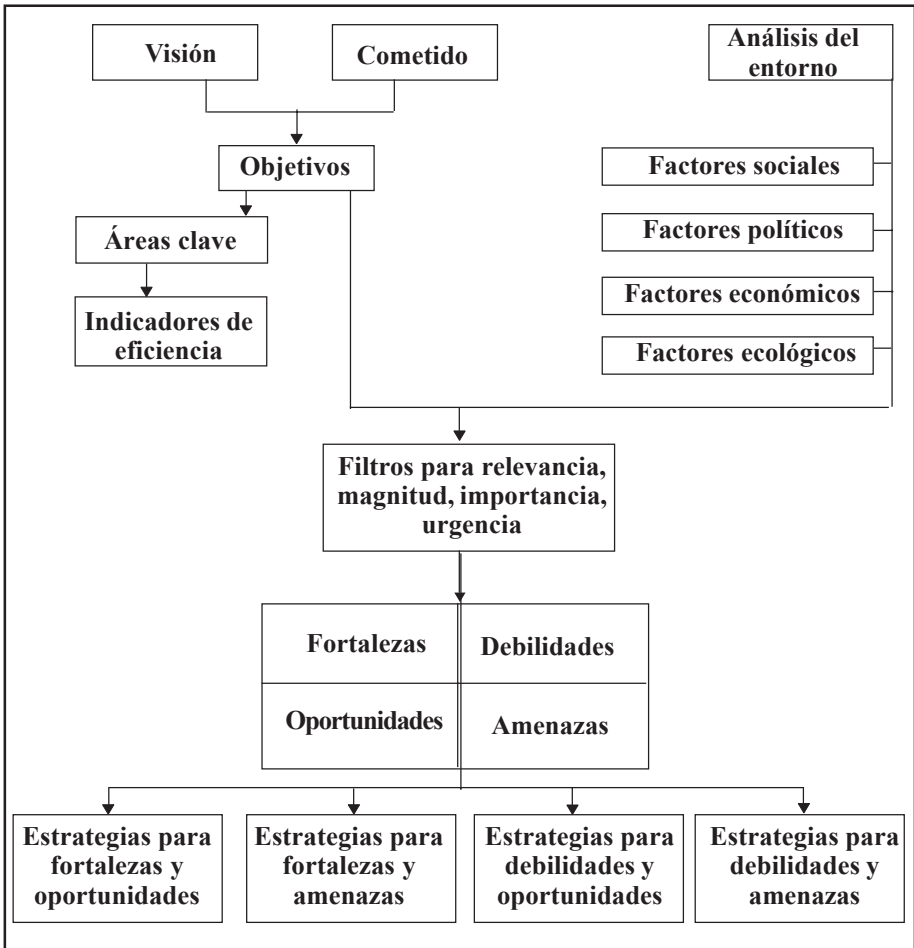 Visión
Cometido
Análisis del
entorno
Objetivos
Factores sociales
Áreas clave
Factores políticos
Indicadores de
eficiencia
Factores económicos
Factores ecológicos
Filtros para relevancia,
magnitud, importancia,
urgencia
Fortalezas
Debilidades
Oportunidades
Amenazas
Estrategias para
fortalezas y
oportunidades
Estrategias para
fortalezas y
amenazas
Estrategias para
debilidades y
oportunidades
Estrategias para
debilidades y
amenazas